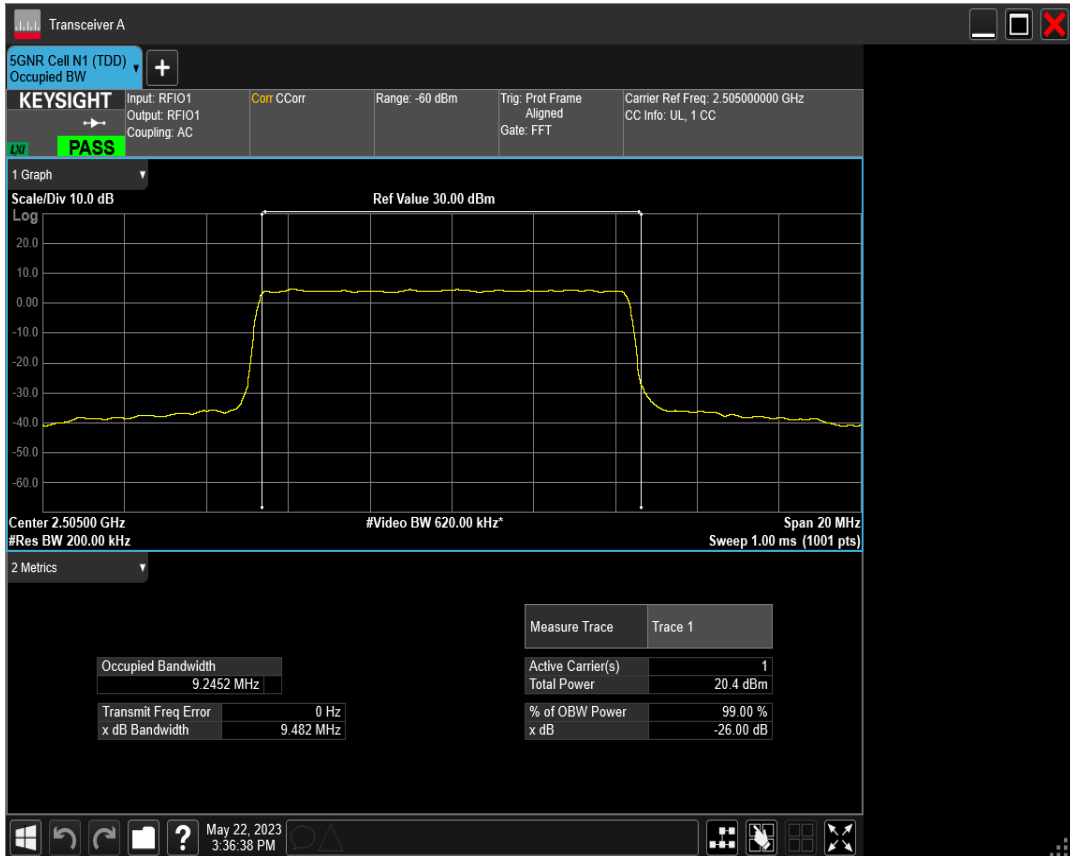 Transceiver A
5GNR Cell N1 (TDD)
Occupied BW
KEYSIGHT
LXI
PASS
Input: RFIO1
Output: RFIO1
Coupling: AC
Corr CCorr
Range: -60 dBm
Trig: Prot Frame
Aligned
Gate: FFT
Carrier Ref Freq: 2.505000000 GHz
CC Info: UL, 1 CC
1 Graph
Scale/Div 10.0 dB
Ref Value 30.00 dBm
Log
20.0
10.0
0.00
-10.0
-20.0
-30.0
-40.0
-50.0
-60.0
Center 2.50500 GHz
#Video BW 620.00 kHz*
Span 20 MHz
#Res BW 200.00 kHz
Sweep 1.00 ms (1001 pts)
2 Metrics
Measure Trace Trace 1
Occupied Bandwidth
9.2452 MHz
Transmit Freq Error 0 Hz
x dB Bandwidth 9.482 MHz
Active Carrier(s) 1
Total Power 20.4 dBm
% of OBW Power 99.00 %
x dB -26.00 dB
?
May 22, 2023
3:36:38 PM